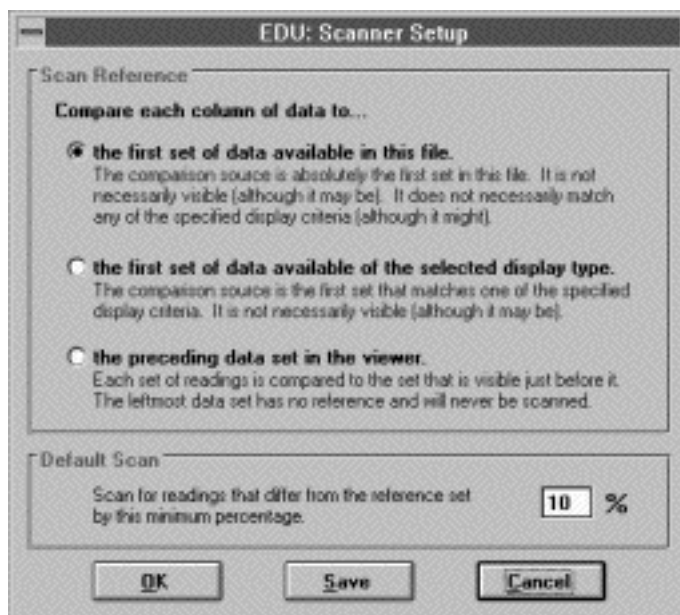 EDU: Scanner Setup
Scan Reference
Compare each column of data to...
the first set of data available in this file.
The comparison source is absolutely the first set in this file. It is not
necessarily visible (although it may be). It does not necessarily match
any of the specified display criteria (although it might).
the first set of data available of the selected display type.
The comparison source is the first set that matches one of the specified
display criteria. It is not necessarily visible (although it may be).
the preceding data set in the viewer.
Each set of readings is compared to the set that is visible just before it.
The leftmost data set has no reference and will never be scanned.
Default Scan
Scan for readings that differ from the reference set
by this minimum percentage.
10 %
OK Save Cancel